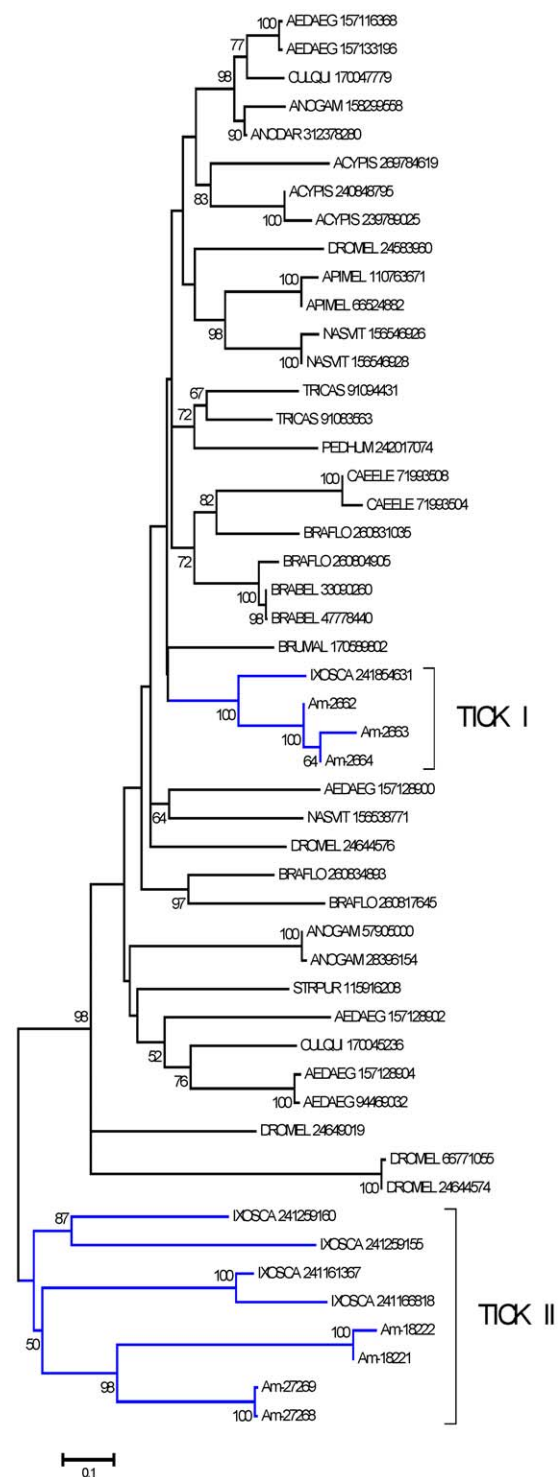 100 AEDAEG 157116368
77 AEDAEG 157133196
98 CULQUI 170047779
ANOGAM 158299558
90 ANODAR 312378280
ACYPIS 269784619
83 ACYPIS 240848795
100 ACYPIS 239789025
DROMEL 24583960
100 APIMEL 110763671
APIMEL 66524882
98 NASVIT 156546926
100 NASVIT 156546928
67 TRICAS 91094431
72 TRICAS 91083563
PEDHUM 242017074
100 CAEELE 71993508
82 CAEELE 71993504
BRAFLO 260831035
72 BRAFLO 260804905
100 BRABEL 33090260
98 BRABEL 47778440
BRUMAL 170589802
IXOSCA 241854631
100 Am-2662
TICK I
100 Am-2663
64 Am-2664
AEDAEG 157128900
64 NASVIT 156538771
DROMEL 24644576
BRAFLO 260834893
97 BRAFLO 260817645
100 ANOGAM 57905000
ANOGAM 28396154
STRPUR 115916208
98 AEDAEG 157128902
52 CULQUI 170045236
76 AEDAEG 157128904
100 AEDAEG 94469032
DROMEL 24649019
DROMEL 66771055
100 DROMEL 24644574
87 IXOSCA 241259160
IXOSCA 241259155
100 IXOSCA 241161367
IXOSCA 241166818
TICK II
50 100 Am-18222
Am-18221
98 Am-27269
100 Am-27268
0.1